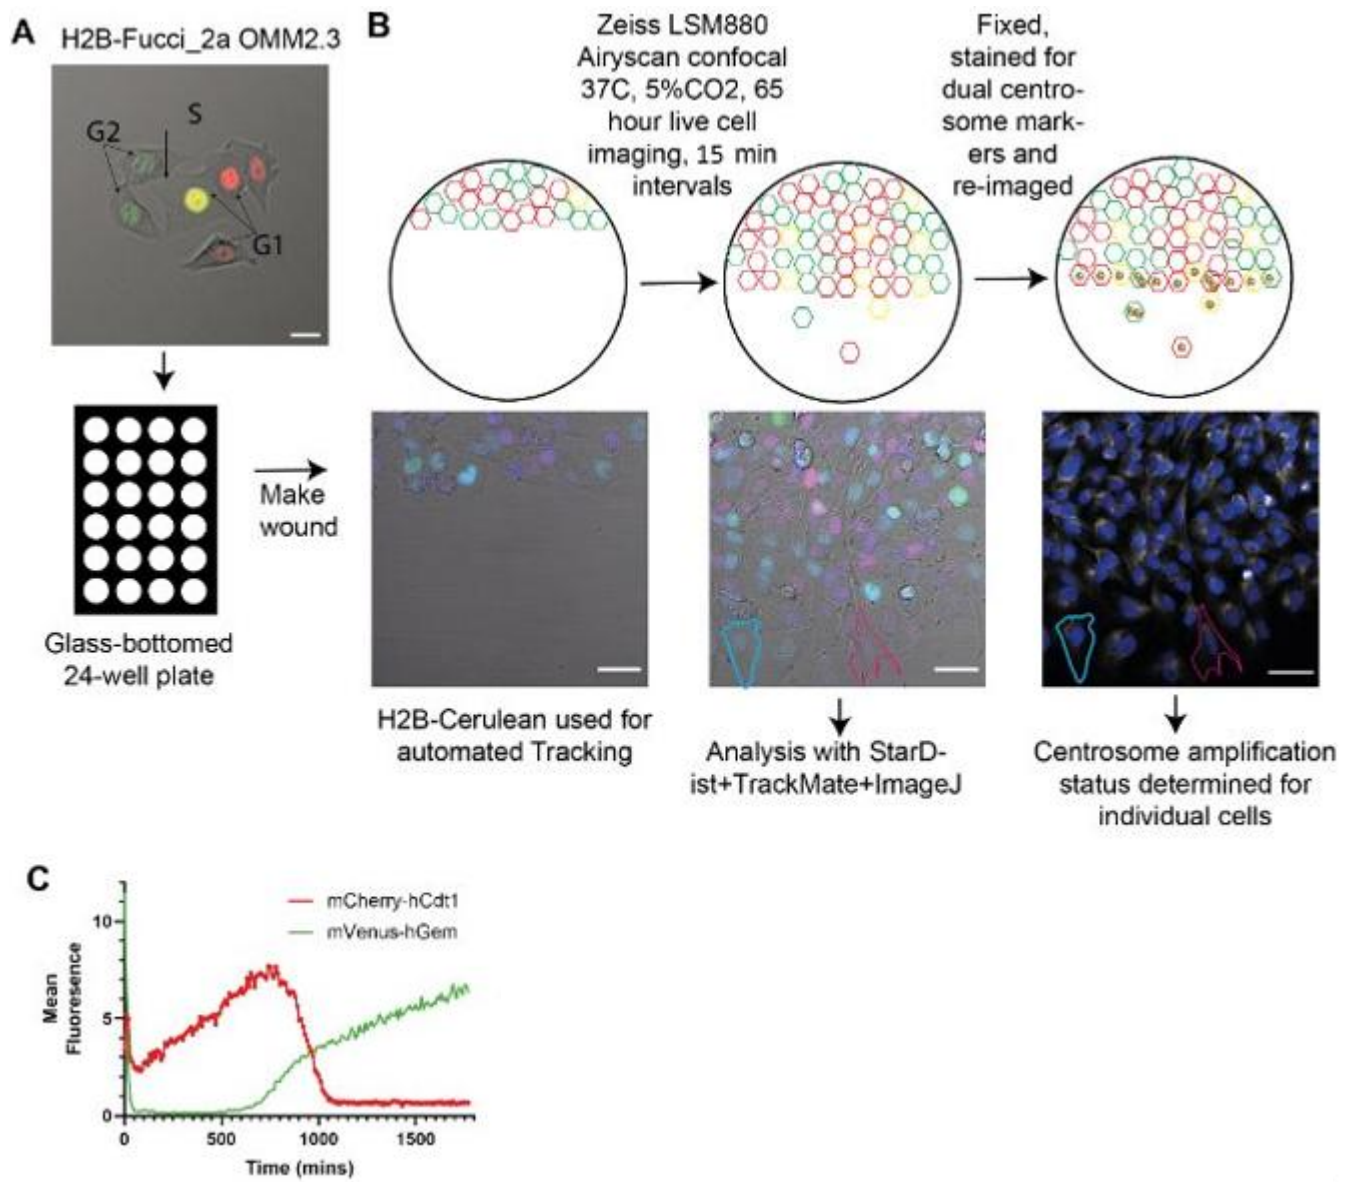 A
H2B-Fucci_2a OMM2.3
S
G2
G1
Make
wound
Glass-bottomed
24-well plate
B
Zeiss LSM880
Airyscan confocal
37C, 5%CO2, 65
hour live cell
imaging, 15 min
intervals
Fixed,
stained for
dual centro-
some mark-
ers and
re-imaged
H2B-Cerulean used for
automated Tracking
Analysis with StarD-
ist+TrackMate+ImageJ
Centrosome amplification
status determined for
individual cells
C
mCherry-hCdt1
mVenus-hGem
Mean
Fluoresence
10
5
0
0 500 1000 1500
Time (mins)